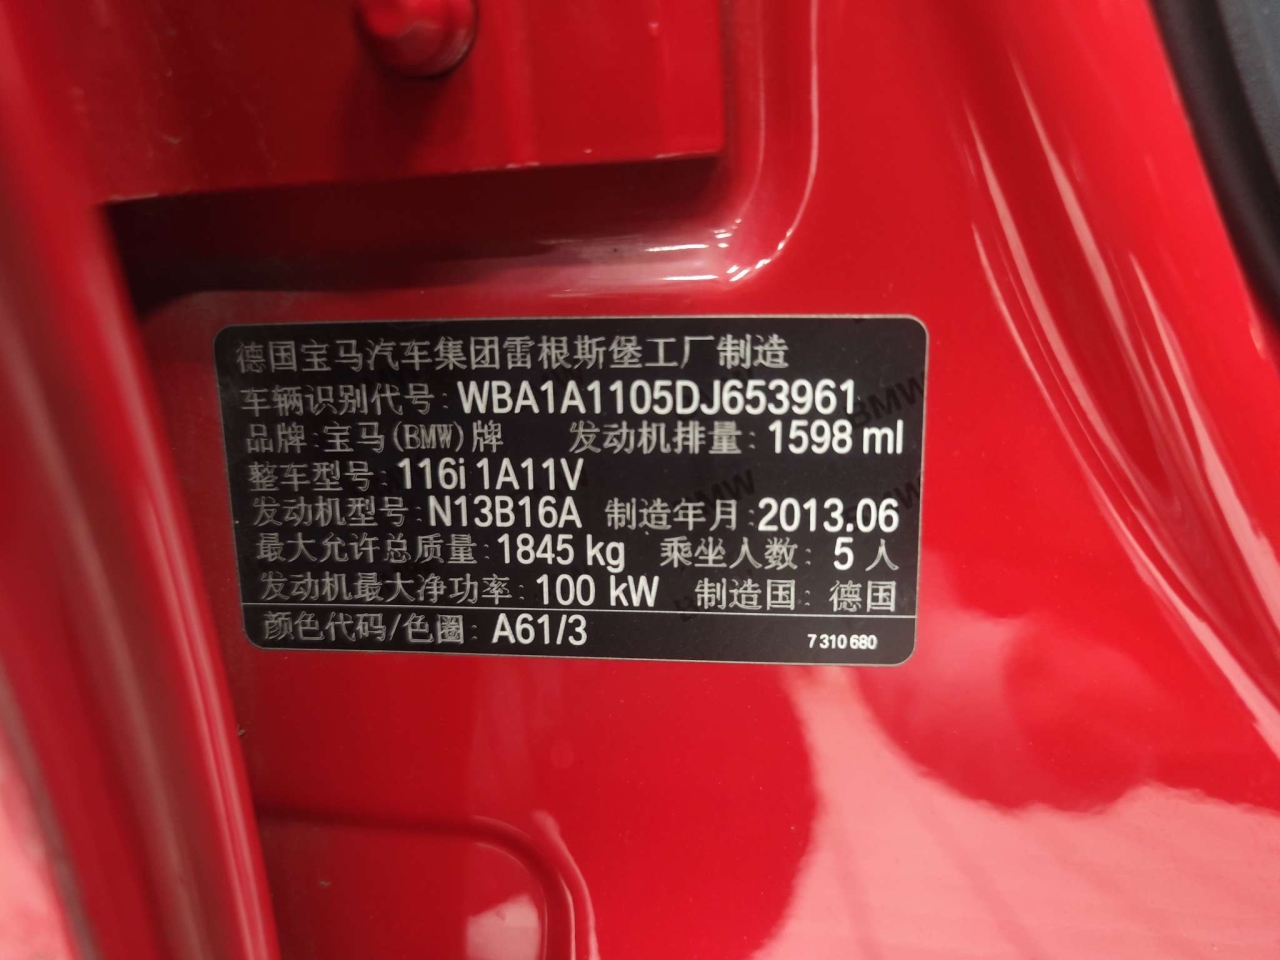 德国宝马汽车集团雷根斯堡工厂制造
车辆识别代号: WBA1A1105DJ653961
品牌: 宝马(BMW)牌 发动机排量: 1598 ml
整车型号: 116i 1A11V
发动机型号: N13B16A 制造年月: 2013.06
最大允许总质量: 1845 kg 乘坐人数: 5 人
发动机最大净功率: 100 kW 制造国: 德国
颜色代码/色圈: A61/3 7 310 680